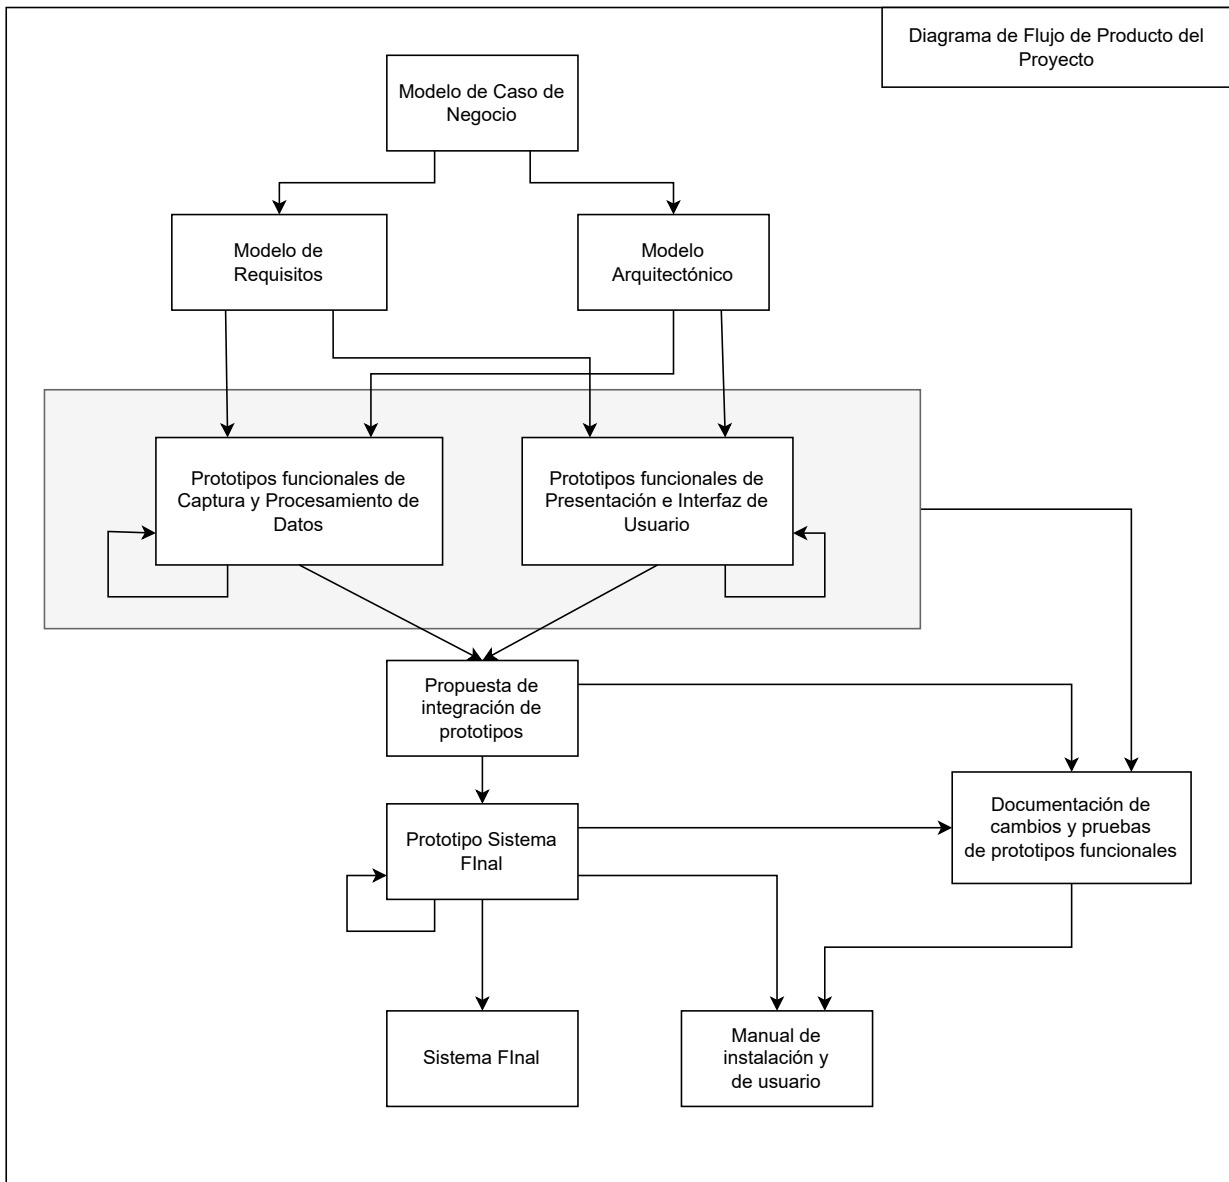 Diagrama de Flujo de Producto del
Proyecto
Modelo de Caso de
Negocio
Modelo de
Requisitos
Modelo
Arquitectónico
Prototipos funcionales de
Captura y Procesamiento de
Datos
Prototipos funcionales de
Presentación e Interfaz de
Usuario
Propuesta de
integración de
prototipos
Prototipo Sistema
FInal
Documentación de
cambios y pruebas
de prototipos funcionales
Sistema FInal
Manual de
instalación y
de usuario